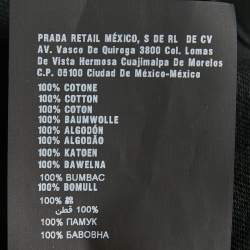 PRADA RETAIL MÉXICO, S DE RL DE CV
AV. Vasco De Quiroga 3800 Col. Lomas
De Vista Hermosa Cuajimalpa De Morelos
C.P. 05100 Ciudad De México-México
100% COTONE
100% COTTON
100% COTON
100% BAUMWOLLE
100% ALGODÓN
100% ALGODÃO
100% KATOEN
100% BAWELNA
100% BUMBAC
100% BOMULL
100% 綿
100% قطن
100% ПАМУК
100% БАВОВНА